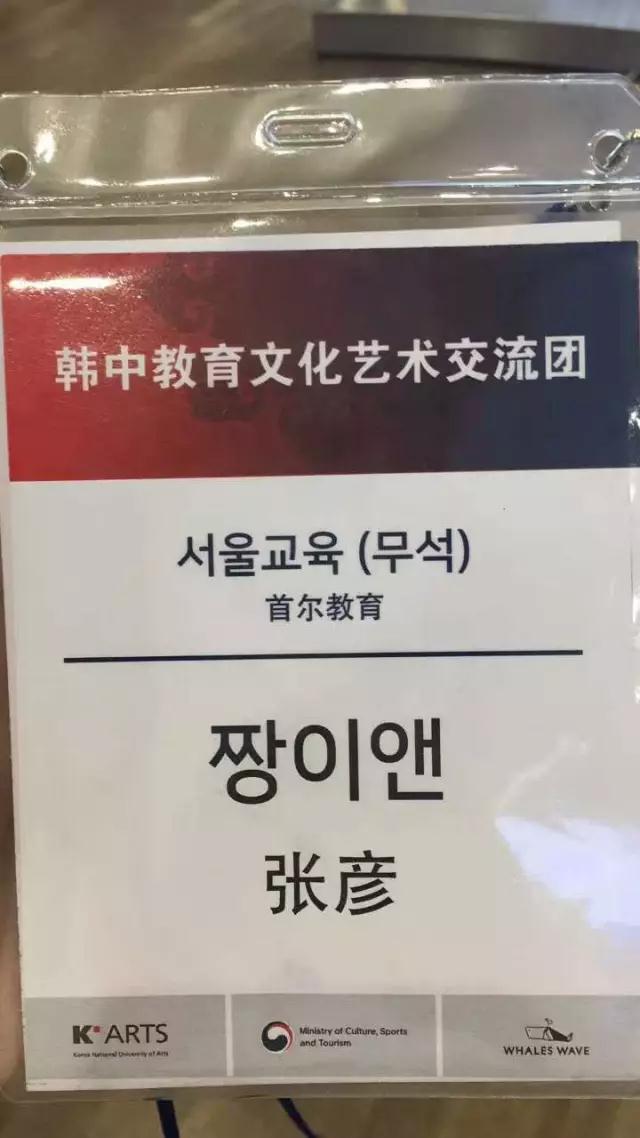 韩中教育文化艺术交流团
서울교육 (무석)
首尔教育
짱이앤
张彦
K ARTS
Korea National University of Arts
Ministry of Culture, Sports
and Tourism
WHALES WAVE